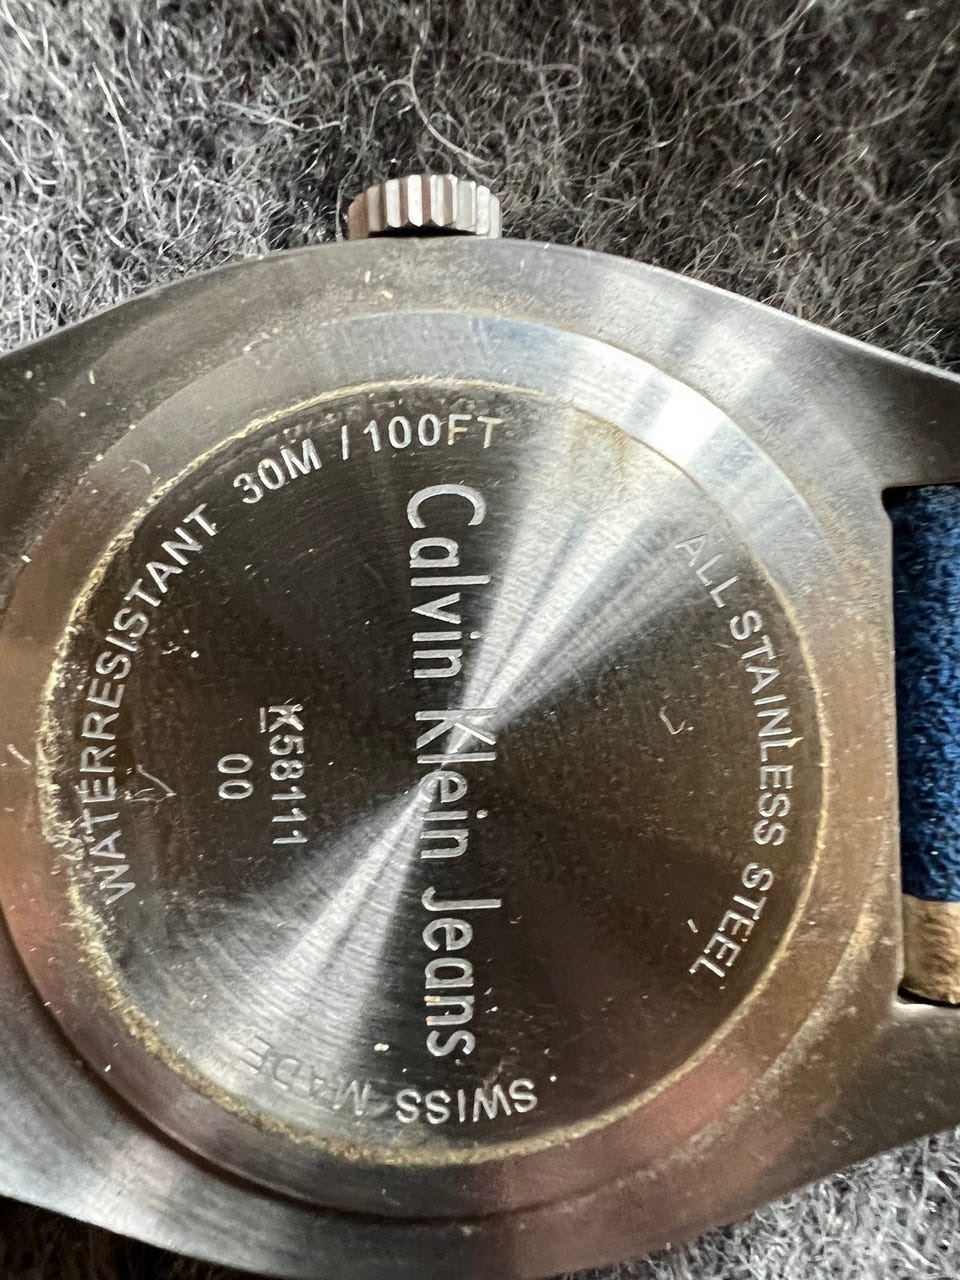 WATERRESISTANT 30M / 100FT
ALL STAINLESS STEEL
SWISS MADE
Calvin Klein Jeans
K58111
00